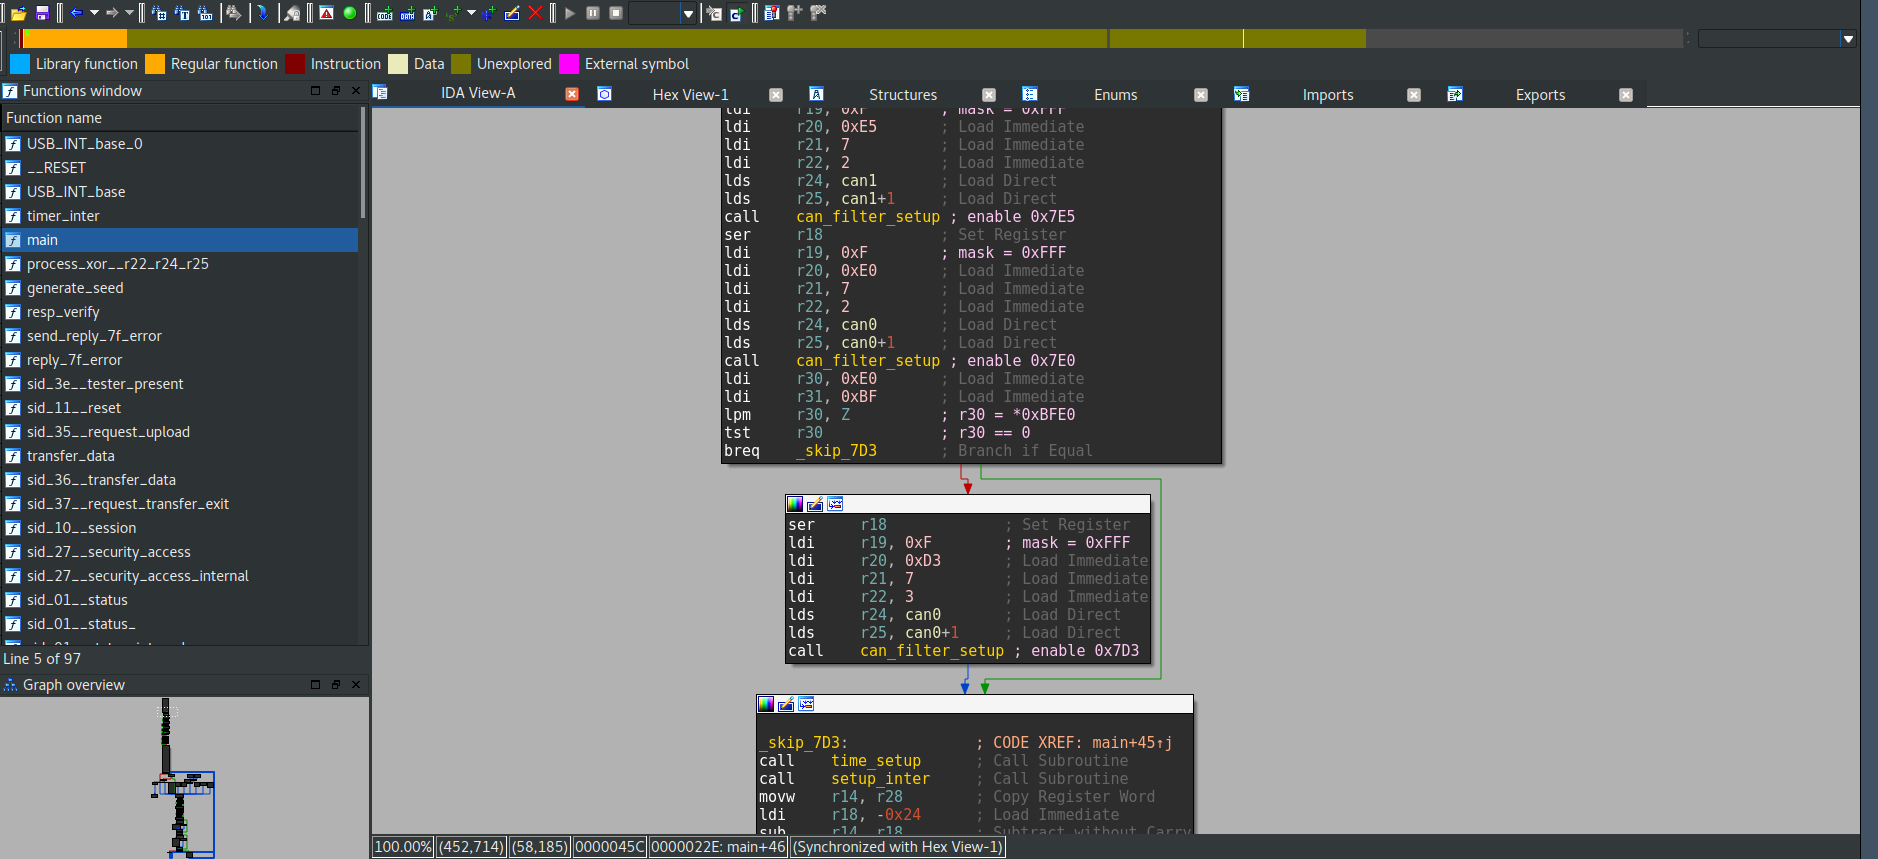 Library function Regular function Instruction Data Unexplored External symbol
Functions window
IDA View-A Hex View-1 Structures Enums Imports Exports
Function name
USB_INT_base_0
__RESET
USB_INT_base
timer_inter
main
process_xor__r22_r24_r25
generate_seed
resp_verify
send_reply_7f_error
reply_7f_error
sid_3e__tester_present
sid_11__reset
sid_35__request_upload
transfer_data
sid_36__transfer_data
sid_37__request_transfer_exit
sid_10__session
sid_27__security_access
sid_27__security_access_internal
sid_01__status
sid_01__status_
Line 5 of 97
Graph overview
ldi r19, 0xF ; mask = 0xFFF
ldi r20, 0xE5 ; Load Immediate
ldi r21, 7 ; Load Immediate
ldi r22, 2 ; Load Immediate
lds r24, can1 ; Load Direct
lds r25, can1+1 ; Load Direct
call can_filter_setup ; enable 0x7E5
ser r18 ; Set Register
ldi r19, 0xF ; mask = 0xFFF
ldi r20, 0xE0 ; Load Immediate
ldi r21, 7 ; Load Immediate
ldi r22, 2 ; Load Immediate
lds r24, can0 ; Load Direct
lds r25, can0+1 ; Load Direct
call can_filter_setup ; enable 0x7E0
ldi r30, 0xE0 ; Load Immediate
ldi r31, 0xBF ; Load Immediate
lpm r30, Z ; r30 = *0xBFE0
tst r30 ; r30 == 0
breq _skip_7D3 ; Branch if Equal
ser r18 ; Set Register
ldi r19, 0xF ; mask = 0xFFF
ldi r20, 0xD3 ; Load Immediate
ldi r21, 7 ; Load Immediate
ldi r22, 3 ; Load Immediate
lds r24, can0 ; Load Direct
lds r25, can0+1 ; Load Direct
call can_filter_setup ; enable 0x7D3
_skip_7D3: ; CODE XREF: main+45↑j
call time_setup ; Call Subroutine
call setup_inter ; Call Subroutine
movw r14, r28 ; Copy Register Word
ldi r18, -0x24 ; Load Immediate
sub r14, r18 ; Subtract without Carry
100.00% (452,714) (58,185) 0000045C 0000022E: main+46 (Synchronized with Hex View-1)